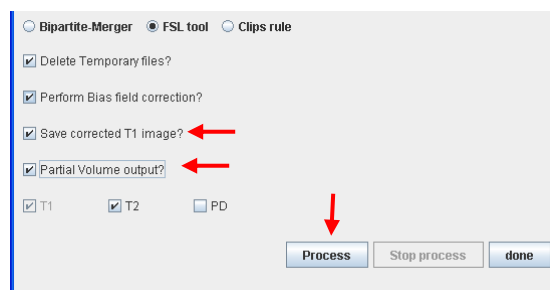 Bipartite-Merger FSL tool Clips rule
Delete Temporary files?
Perform Bias field correction?
Save corrected T1 image?
Partial Volume output?
T1 T2 PD
Process Stop process done